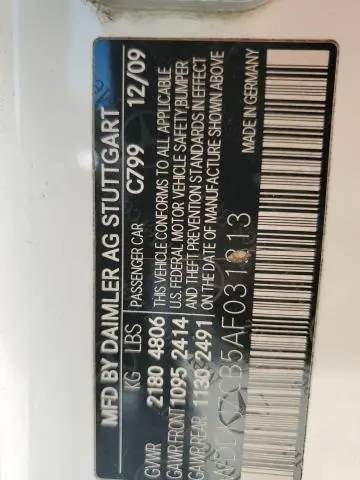 MFD BY DAIMLER AG STUTTGART
KG LBS PASSENGER CAR C799 12/09
GVWR 2180 4806 THIS VEHICLE CONFORMS TO ALL APPLICABLE
GAWR FRONT 1095 2414 U.S. FEDERAL MOTOR VEHICLE SAFETY, BUMPER
GAWR REAR 1130 2491 AND THEFT PREVENTION STANDARDS IN EFFECT
ON THE DATE OF MANUFACTURE SHOWN ABOVE
MADE IN GERMANY